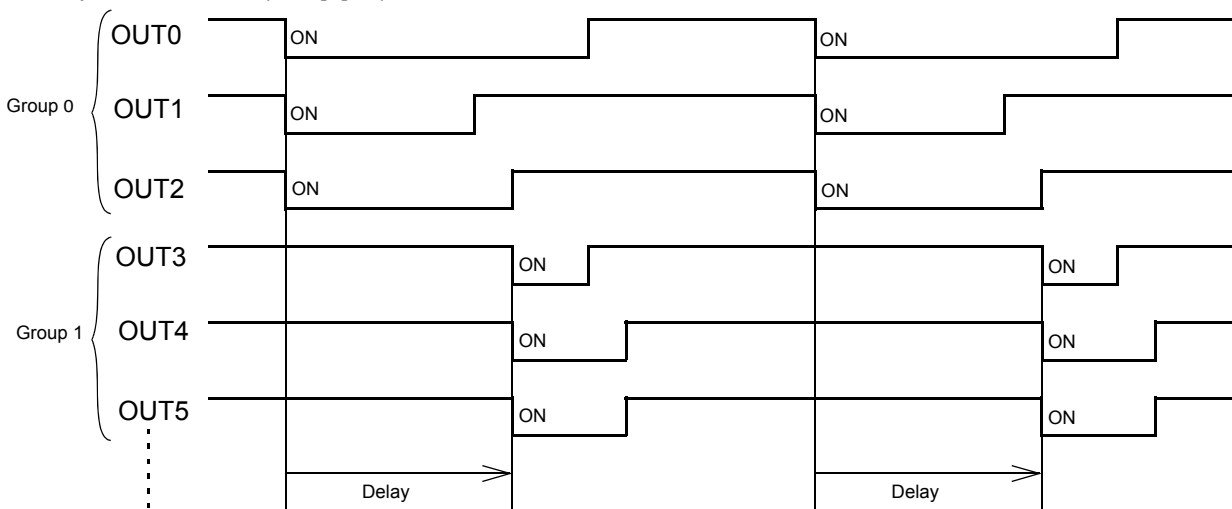 OUT0 ON ON
Group 0 OUT1 ON ON
OUT2 ON ON
OUT3 ON ON
Group 1 OUT4 ON ON
OUT5 ON ON
Delay Delay